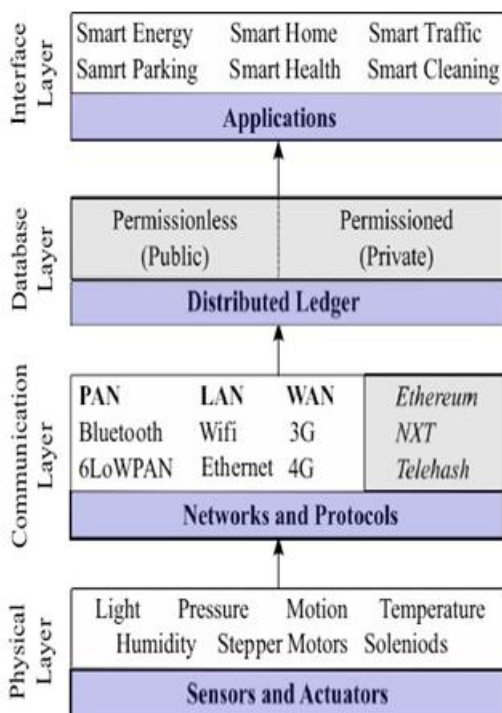 Interface Layer
Smart Energy Smart Home Smart Traffic
Samrt Parking Smart Health Smart Cleaning
Applications
Database Layer
Permissionless Permissioned
(Public) (Private)
Distributed Ledger
Communication Layer
PAN LAN WAN Ethereum
Bluetooth Wifi 3G NXT
6LoWPAN Ethernet 4G Telehash
Networks and Protocols
Physical Layer
Light Pressure Motion Temperature
Humidity Stepper Motors Soleniods
Sensors and Actuators